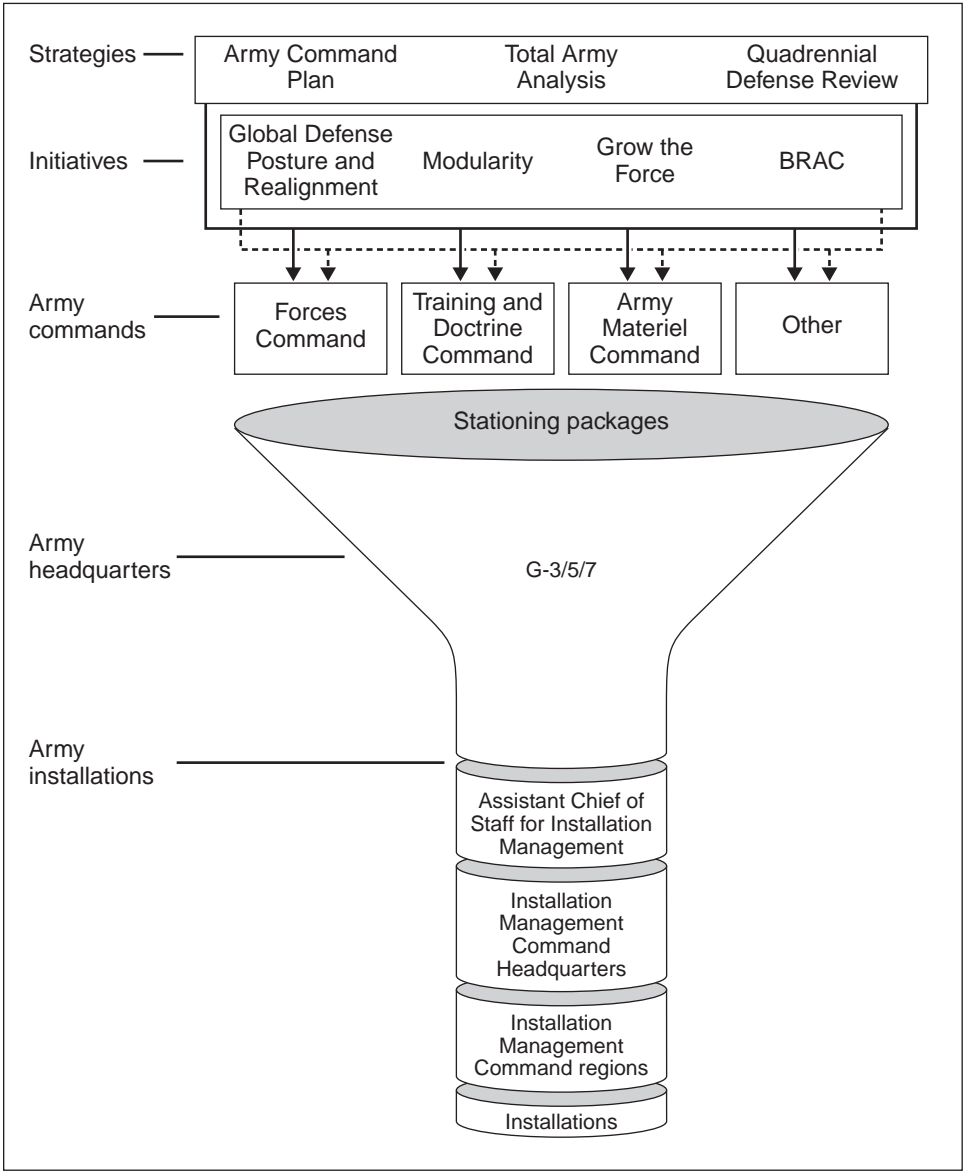 Strategies
Army Command
Plan
Total Army
Analysis
Quadrennial
Defense Review
Initiatives
Global Defense
Posture and
Realignment
Modularity
Grow the
Force
BRAC
Army
commands
Forces
Command
Training and
Doctrine
Command
Army
Materiel
Command
Other
Stationing packages
Army
headquarters
G-3/5/7
Army
installations
Assistant Chief of
Staff for Installation
Management
Installation
Management
Command
Headquarters
Installation
Management
Command regions
Installations